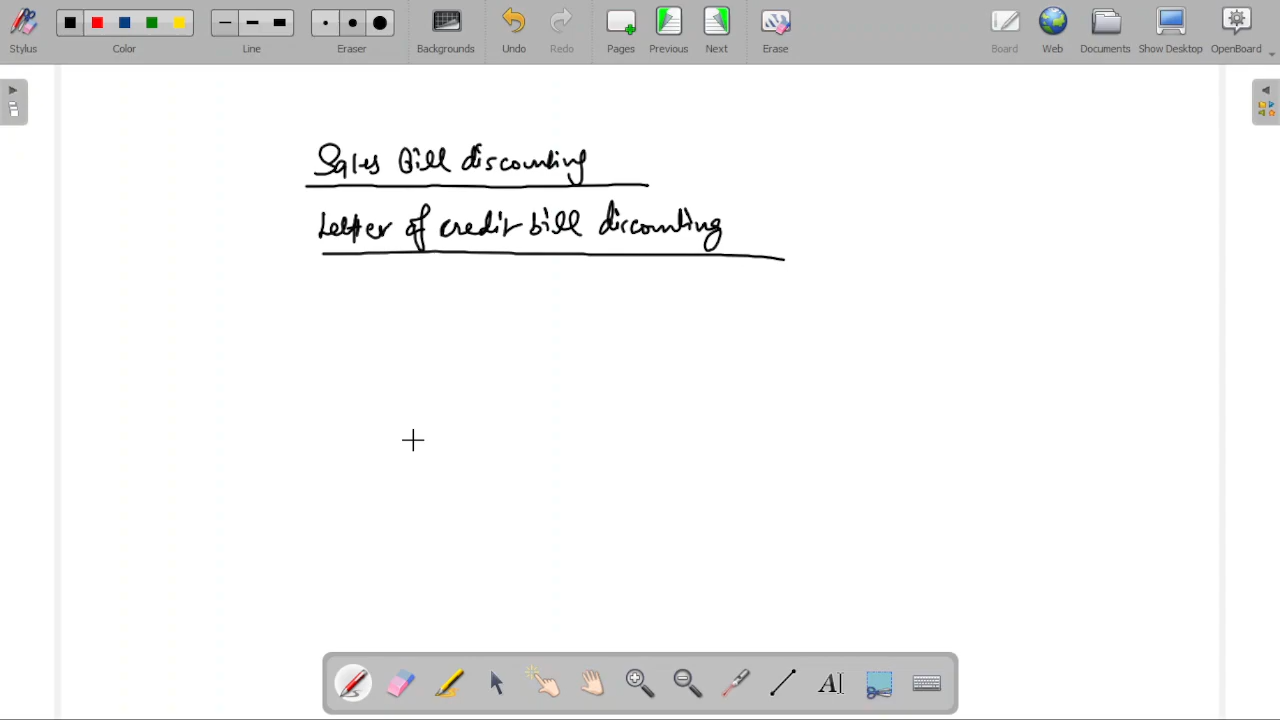 Stylus
Color
Line
Eraser
Backgrounds
Undo
Redo
Pages
Previous
Next
Erase
Board
Web
Documents
Show Desktop
OpenBoard
Sales Bill discounting
Letter of credit bill discounting